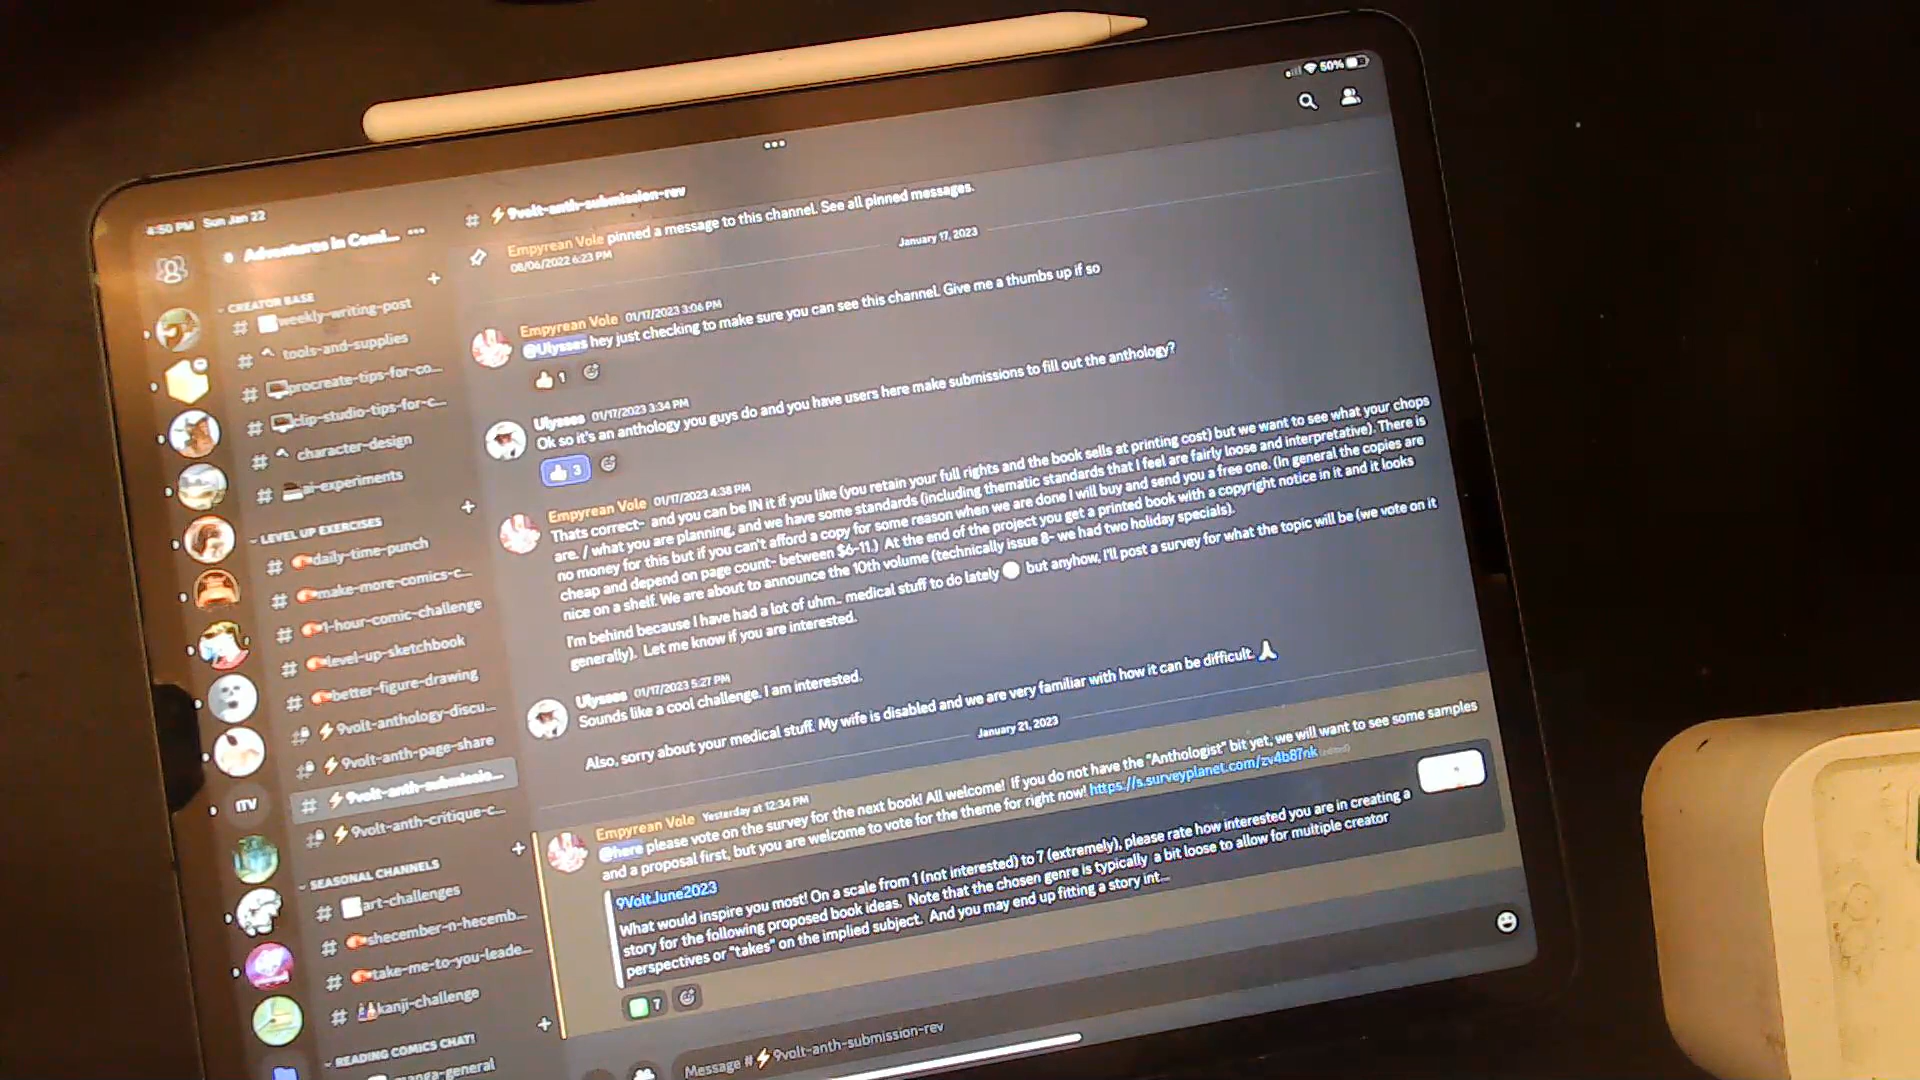 4:50 PM Sun Jan 22
50%
Adventures in Comi... ...
CREATOR BASE
# weekly-writing-post
# tools-and-supplies
# procreate-tips-for-co...
# clip-studio-tips-for-c...
# character-design
# ai-experiments
LEVEL UP EXERCISES
# daily-time-punch
# make-more-comics-c...
# 1-hour-comic-challenge
# level-up-sketchbook
# better-figure-drawing
# ⚡9volt-anthology-discu...
# ⚡9volt-anth-page-share
# ⚡9volt-anth-submissio...
# ⚡9volt-anth-critique-c...
SEASONAL CHANNELS
# art-challenges
# shecember-n-hecemb...
# take-me-to-you-leade...
# kanji-challenge
READING COMICS CHAT!
manga-general
ITV
# ⚡9volt-anth-submission-rev
Empyrean Vole pinned a message to this channel. See all pinned messages.
08/06/2022 6:23 PM
January 17, 2023
Empyrean Vole 01/17/2023 3:06 PM
@Ulysses hey just checking to make sure you can see this channel. Give me a thumbs up if so
👍 1
Ulysses 01/17/2023 3:34 PM
Ok so it's an anthology you guys do and you have users here make submissions to fill out the anthology?
👍 3
Empyrean Vole 01/17/2023 4:38 PM
Thats correct- and you can be IN it if you like (you retain your full rights and the book sells at printing cost) but we want to see what your chops
are. / what you are planning, and we have some standards (including thematic standards that I feel are fairly loose and interpretative). There is
no money for this but if you can't afford a copy for some reason when we are done I will buy and send you a free one. (In general the copies are
cheap and depend on page count- between $6-11.) At the end of the project you get a printed book with a copyright notice in it and it looks
nice on a shelf. We are about to announce the 10th volume (technically issue 8- we had two holiday specials).
I'm behind because I have had a lot of uhm.. medical stuff to do lately but anyhow, I'll post a survey for what the topic will be (we vote on it
generally). Let me know if you are interested.
Ulysses 01/17/2023 5:27 PM
Sounds like a cool challenge. I am interested.
Also, sorry about your medical stuff. My wife is disabled and we are very familiar with how it can be difficult. 🙏
January 21, 2023
Empyrean Vole Yesterday at 12:34 PM
@here please vote on the survey for the next book! All welcome! If you do not have the "Anthologist" bit yet, we will want to see some samples
and a proposal first, but you are welcome to vote for the theme for right now! https://s.surveyplanet.com/zv4b87nk (edited)
9VoltJune2023
What would inspire you most! On a scale from 1 (not interested) to 7 (extremely), please rate how interested you are in creating a
story for the following proposed book ideas. Note that the chosen genre is typically a bit loose to allow for multiple creator
perspectives or "takes" on the implied subject. And you may end up fitting a story int...
7
Message #⚡9volt-anth-submission-rev